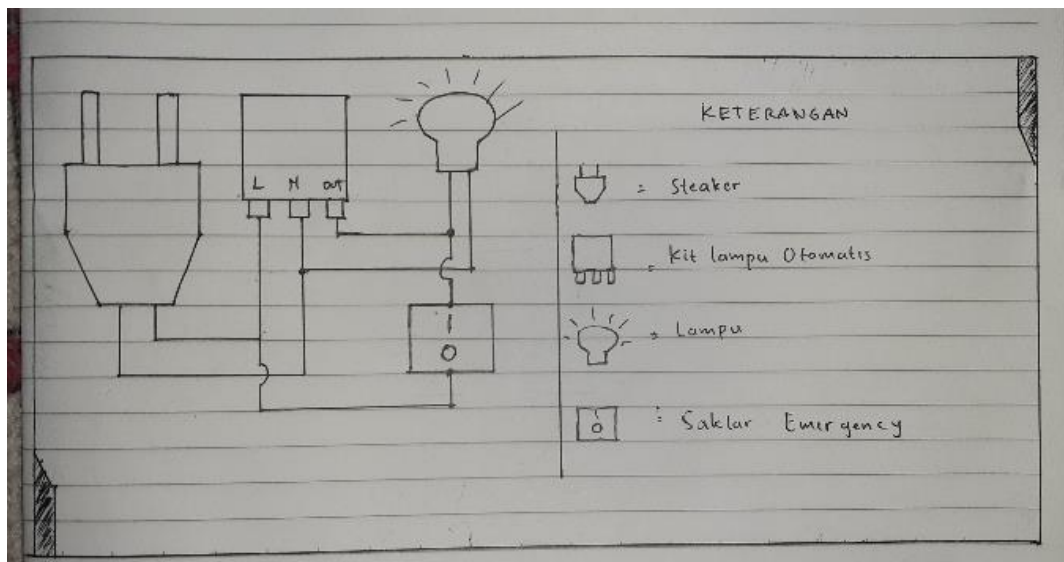 L N out
I
O
KETERANGAN
= Steaker
= Kit lampu Otomatis
= Lampu
= Saklar Emergency